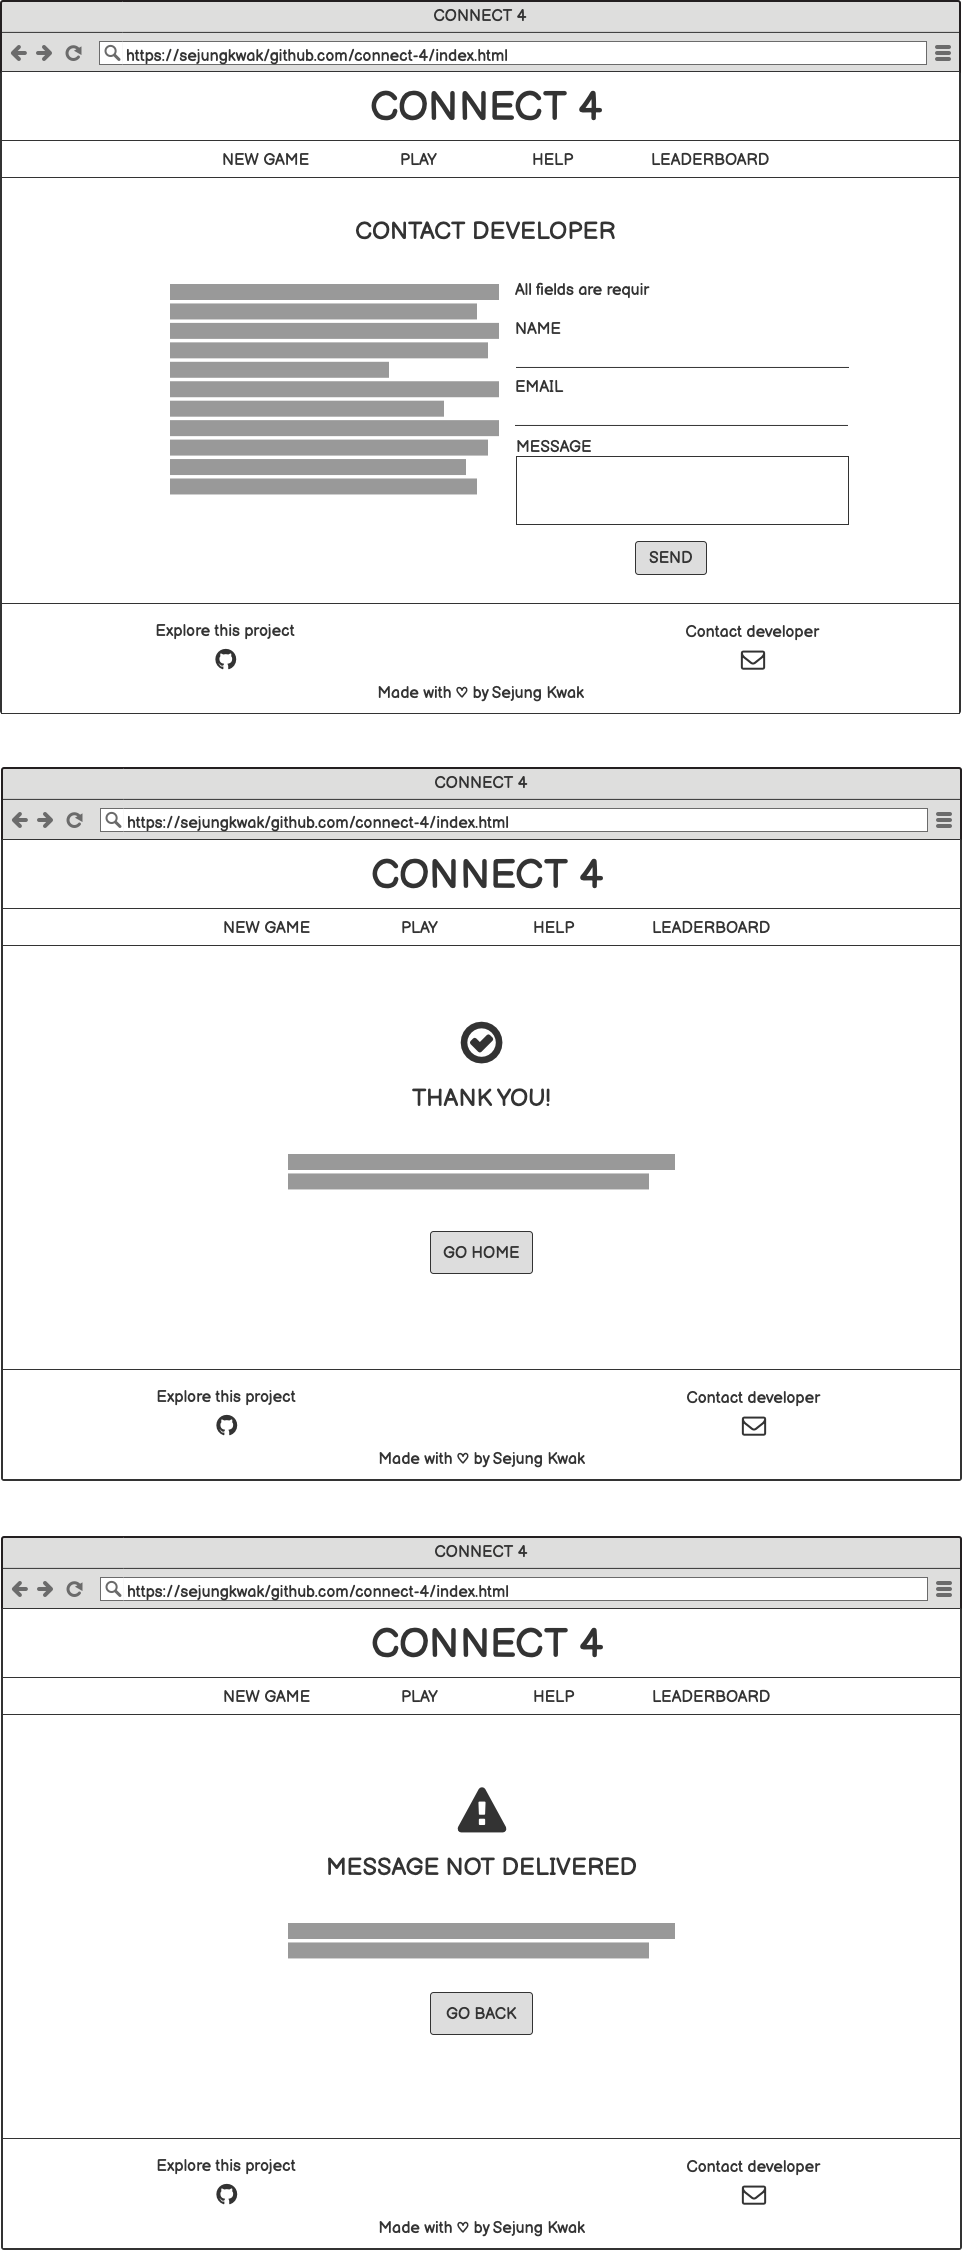 CONNECT 4
https://sejungkwak/github.com/connect-4/index.html
CONNECT 4
NEW GAME PLAY HELP LEADERBOARD
CONTACT DEVELOPER
All fields are requir
NAME
EMAIL
MESSAGE
SEND
Explore this project Contact developer
Made with ♡ by Sejung Kwak
CONNECT 4
https://sejungkwak/github.com/connect-4/index.html
CONNECT 4
NEW GAME PLAY HELP LEADERBOARD
THANK YOU!
GO HOME
Explore this project Contact developer
Made with ♡ by Sejung Kwak
CONNECT 4
https://sejungkwak/github.com/connect-4/index.html
CONNECT 4
NEW GAME PLAY HELP LEADERBOARD
MESSAGE NOT DELIVERED
GO BACK
Explore this project Contact developer
Made with ♡ by Sejung Kwak